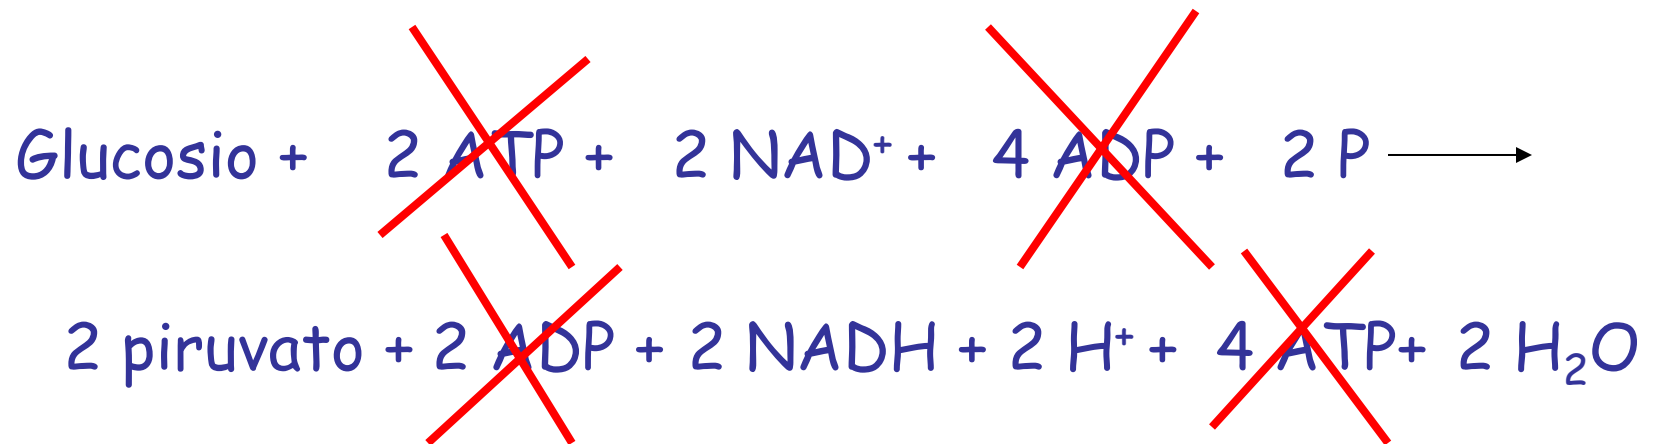 Glucosio + 2 ATP + 2 NAD⁺ + 4 ADP + 2 P ⟶
2 piruvato + 2 ADP + 2 NADH + 2 H⁺ + 4 ATP+ 2 H₂O